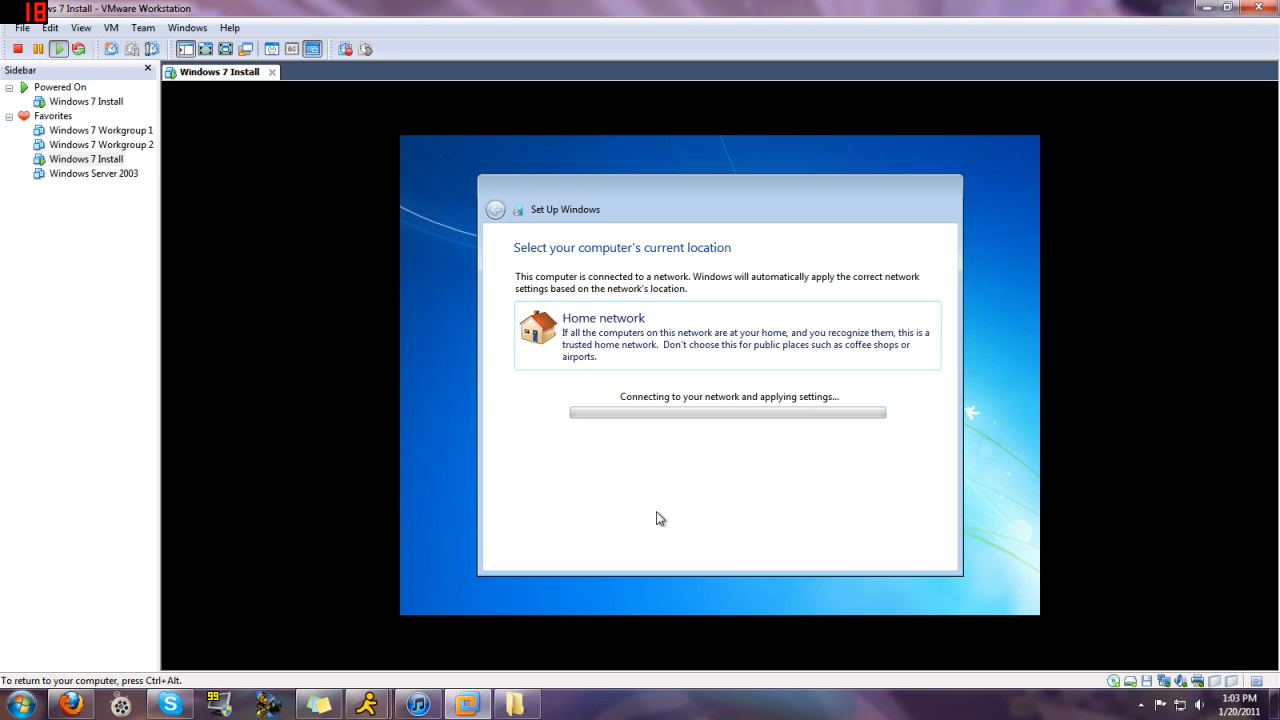 18
ws 7 Install - VMware Workstation
File Edit View VM Team Windows Help
Sidebar
Windows 7 Install
Powered On
Windows 7 Install
Favorites
Windows 7 Workgroup 1
Windows 7 Workgroup 2
Windows 7 Install
Windows Server 2003
Set Up Windows
Select your computer's current location
This computer is connected to a network. Windows will automatically apply the correct network
settings based on the network's location.
Home network
If all the computers on this network are at your home, and you recognize them, this is a
trusted home network. Don't choose this for public places such as coffee shops or
airports.
Connecting to your network and applying settings...
To return to your computer, press Ctrl+Alt.
99
1:03 PM
1/20/2011